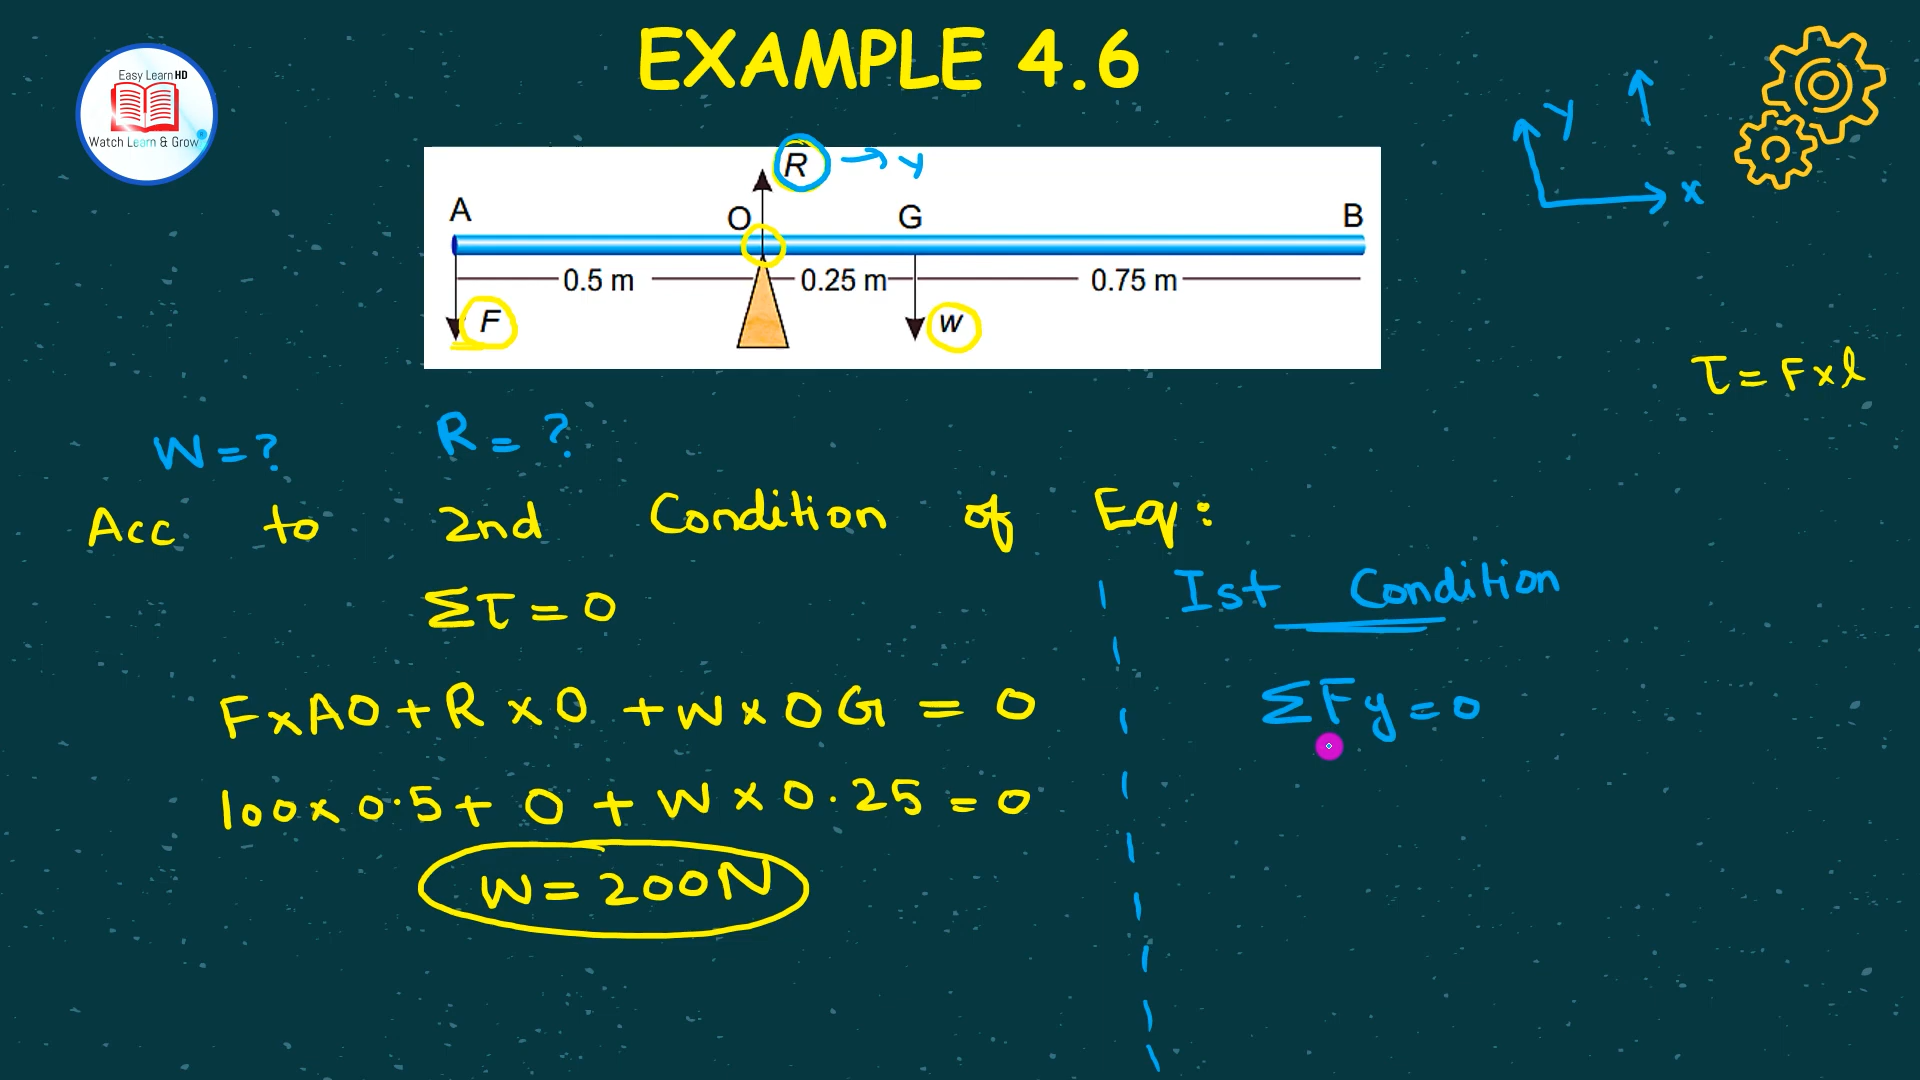 EXAMPLE 4.6
Easy Learn HD
Watch Learn & Grow
R → y
y
x
A
O
G
B
0.5 m
0.25 m
0.75 m
F
w
τ = F x l
W = ?
R = ?
Acc to 2nd Condition of Eq:
Στ = 0
F x AO + R x O + W x OG = 0
100 x 0.5 + 0 + W x 0.25 = 0
W = 200N
Ist Condition
ΣFy = 0